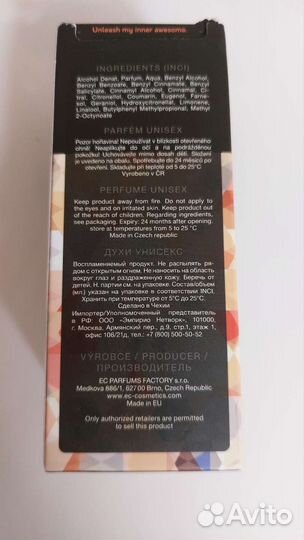 Unleash my inner awesome.
INGREDIENTS (INCI)
Alcohol Denat, Parfum, Aqua, Benzyl Alcohol,
Benzyl Benzoate, Benzyl Cinnamate, Benzyl
Salicylate, Cinnamyl Alcohol, Cinnamal, Ci-
tral, Citronellol, Coumarin, Eugenol, Farne-
sol, Geraniol, Hydroxycitronellal, Limonene,
Linalool, Butylphenyl Methylpropional, Methyl
2-Octynoate
PARFÉM UNISEX
Pozor hořlavina! Nepoužívat v blízkosti otevřeného
ohně! Neaplikujte do očí a na podrážděnou
pokožku! Uchovávejte mimo dosah dětí. Složení
je uvedeno na obalu. Spotřebujte do 24 měsíců po
otevření. Skladujte při teplotě od 5 do 25°C
Vyrobeno v ČR
PERFUME UNISEX
Keep product away from fire. Do not apply to
the eyes and on irritated skin. Keep product out
of the reach of children. Regarding ingredients,
see packaging. Expiry: 24 months after opening.
store at temperatures from 5 to 25 °C
Made in Czech republic
ДУХИ УНИСЕКС
Воспламеняемый продукт. Не распылять ря-
дом с открытым огнем. Не наносить на область
вокруг глаз и раздраженную кожу. Беречь от
детей. Н. партии см. на упаковке. Состав/объем
(мл.) указан на упаковке в соответствии INCI.
Хранить при температуре от 5°C до 25°C.
Сделано в Чехии
Импортер/Уполномоченный представитель
в РФ: ООО «Эмпирио Нетворк», 101000,
г. Москва, Армянский пер., д.9, стр.1, этаж 1,
офис 106/21д, тел.: +7 (800) 500-50-52
VÝROBCE / PRODUCER /
ПРОИЗВОДИТЕЛЬ
EC PARFUMS FACTORY s.r.o.
Medkova 886/1, 627 00 Brno, Czech Republic
www.ec-cosmetics.com
Made in EU
Only authorized retailers are permitted
to sell this product
Avito